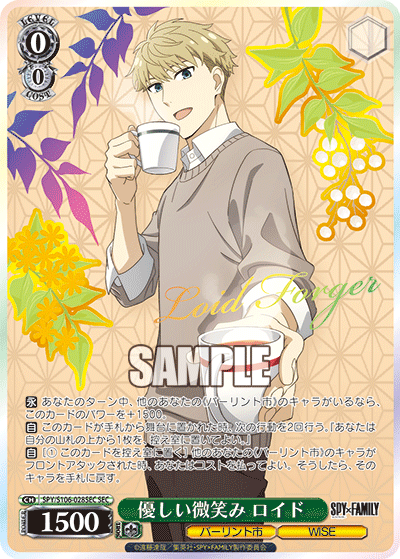 LEVEL
0
0
COST
Loid Forger
SAMPLE
永 あなたのターン中、他のあなたの《バーリント市》のキャラがいるなら、
このカードのパワーを+1500。
自 このカードが手札から舞台に置かれた時、次の行動を2回行う。『あなたは
自分の山札の上から1枚を、控え室に置いてよい。』
自 [① このカードを控え室に置く] 他のあなたの《バーリント市》のキャラが
フロントアタックされた時、あなたはコストを払ってよい。そうしたら、その
キャラを手札に戻す。
CH
SPY/S106-028SEC SEC
1500
優しい微笑み ロイド
SPY×FAMILY
バーリント市
WISE
©遠藤達哉/集英社・SPY×FAMILY製作委員会